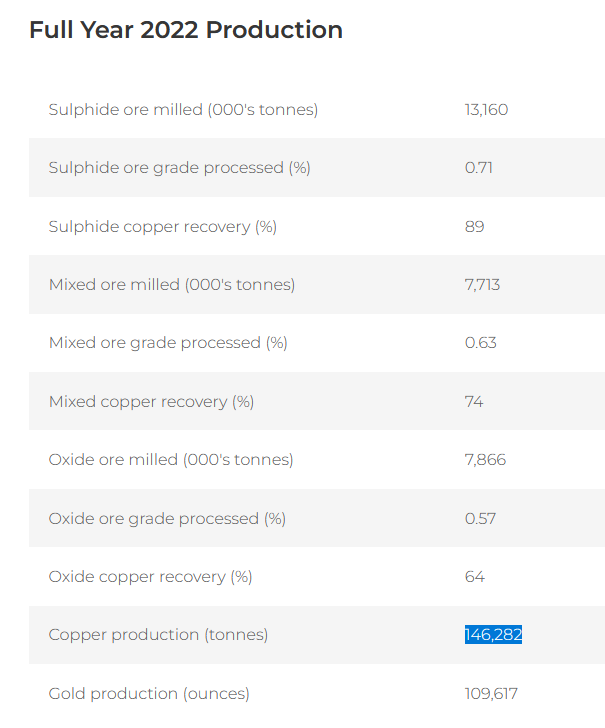 Full Year 2022 Production
Sulphide ore milled (000's tonnes) 13,160
Sulphide ore grade processed (%) 0.71
Sulphide copper recovery (%) 89
Mixed ore milled (000's tonnes) 7,713
Mixed ore grade processed (%) 0.63
Mixed copper recovery (%) 74
Oxide ore milled (000's tonnes) 7,866
Oxide ore grade processed (%) 0.57
Oxide copper recovery (%) 64
Copper production (tonnes) 146,282
Gold production (ounces) 109,617